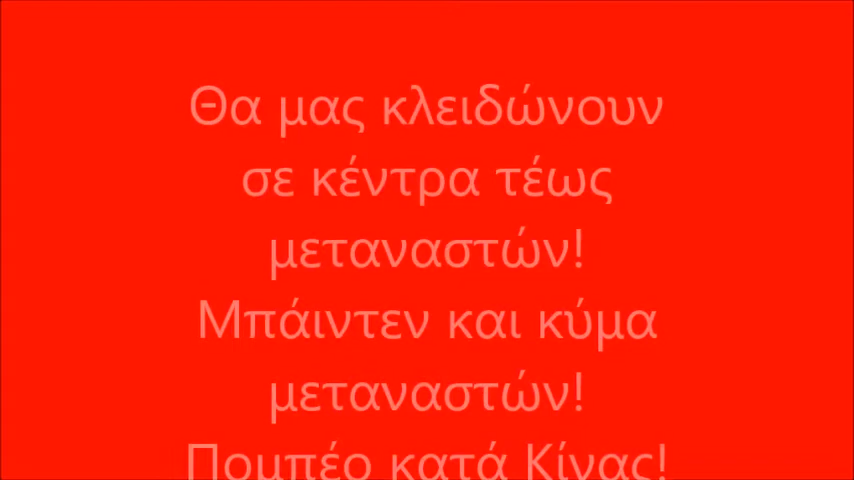 Θα μας κλειδώνουν
σε κέντρα τέως
μεταναστών!
Μπάιντεν και κύμα
μεταναστών!
Πομπέο κατά Κίνας!